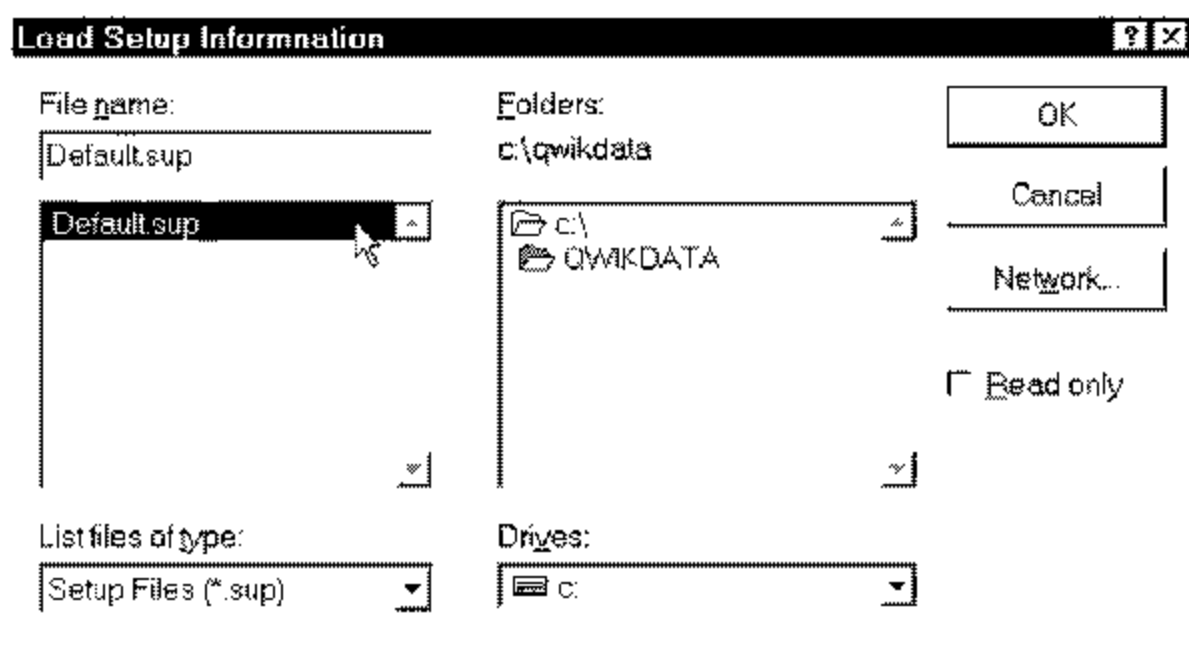 Load Setup Informnation
File name:
Default.sup
Default.sup
Folders:
c:\qwikdata
c:\
QWIKDATA
OK
Cancel
Network...
Read only
List files of type:
Setup Files (*.sup)
Drives:
c: